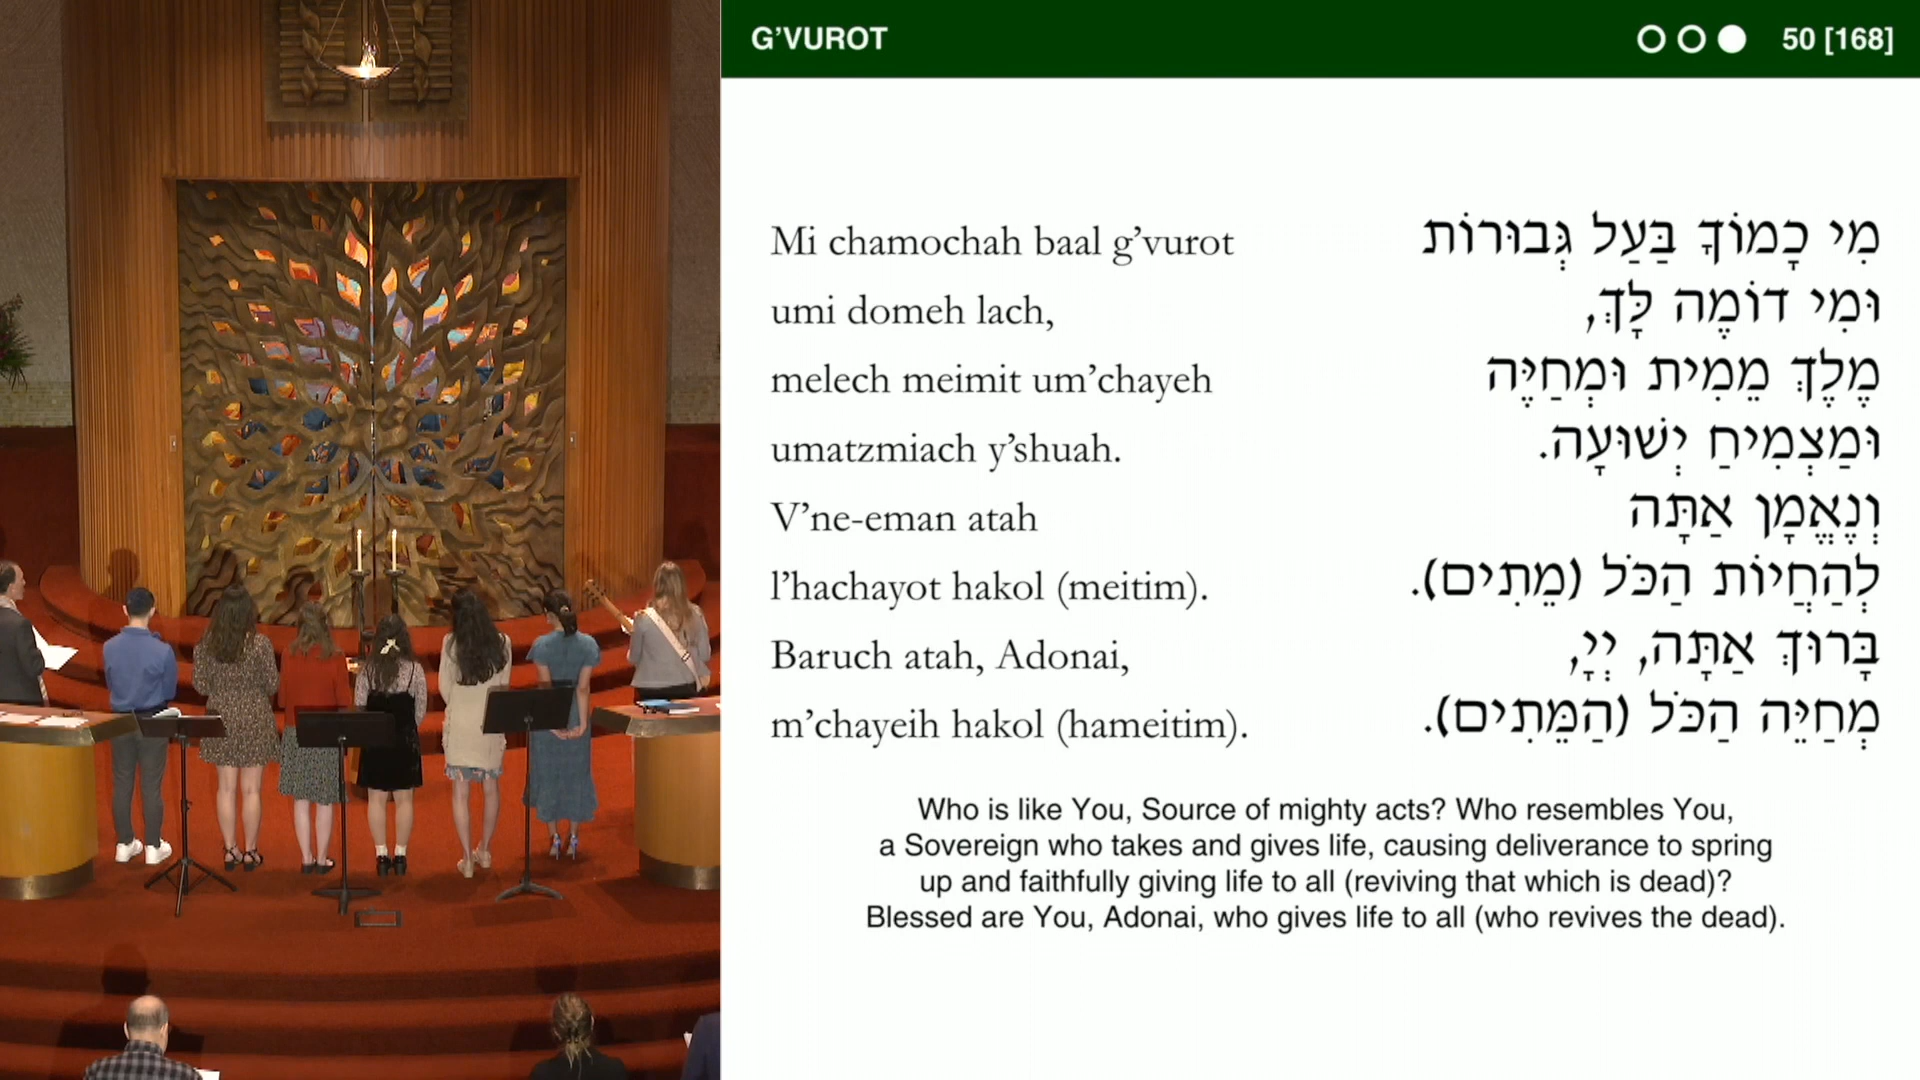 G’VUROT
50 [168]
Mi chamochah baal g’vurot
umi domeh lach,
melech meimit um’chayeh
umatzmiach y’shuah.
V’ne-eman atah
l’hachayot hakol (meitim).
Baruch atah, Adonai,
m’chayeih hakol (hameitim).
מִי כָמוֹךָ בַּעַל גְּבוּרוֹת
וּמִי דוֹמֶה לָּךְ,
מֶלֶךְ מֵמִית וּמְחַיֶּה
וּמַצְמִיחַ יְשׁוּעָה.
וְנֶאֱמָן אַתָּה
לְהַחֲיוֹת הַכֹּל (מֵתִים).
בָּרוּךְ אַתָּה, יְיָ,
מְחַיֵּה הַכֹּל (הַמֵּתִים).
Who is like You, Source of mighty acts? Who resembles You,
a Sovereign who takes and gives life, causing deliverance to spring
up and faithfully giving life to all (reviving that which is dead)?
Blessed are You, Adonai, who gives life to all (who revives the dead).